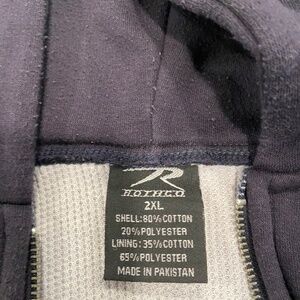 ROTHCO
2XL
SHELL:80% COTTON
20% POLYESTER
LINING: 35% COTTON
65% POLYESTER
MADE IN PAKISTAN